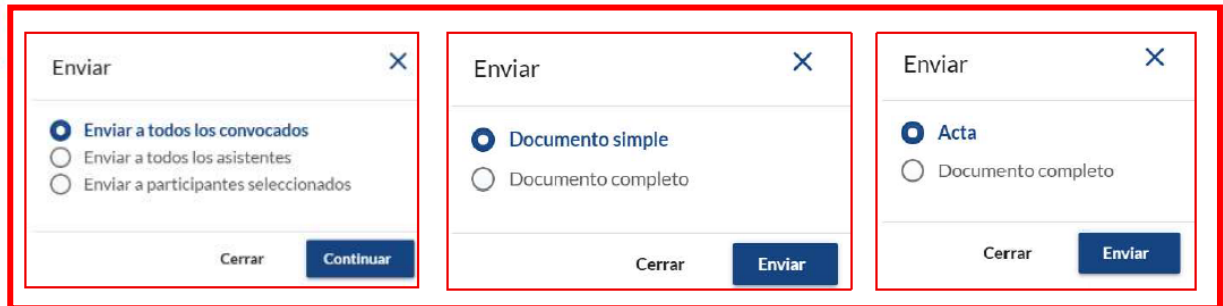 Enviar
Enviar a todos los convocados
Enviar a todos los asistentes
Enviar a participantes seleccionados
Cerrar
Continuar
Enviar
Documento simple
Documento completo
Cerrar
Enviar
Enviar
Acta
Documento completo
Cerrar
Enviar